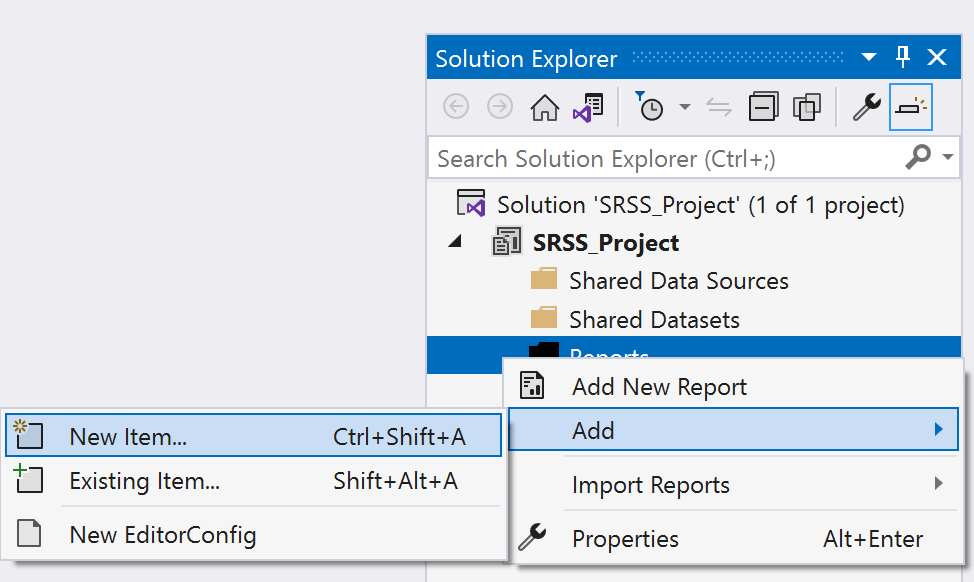 Solution Explorer
Search Solution Explorer (Ctrl+;)
Solution 'SRSS_Project' (1 of 1 project)
SRSS_Project
Shared Data Sources
Shared Datasets
Reports
Add New Report
Add
Import Reports
Properties Alt+Enter
New Item... Ctrl+Shift+A
Existing Item... Shift+Alt+A
New EditorConfig